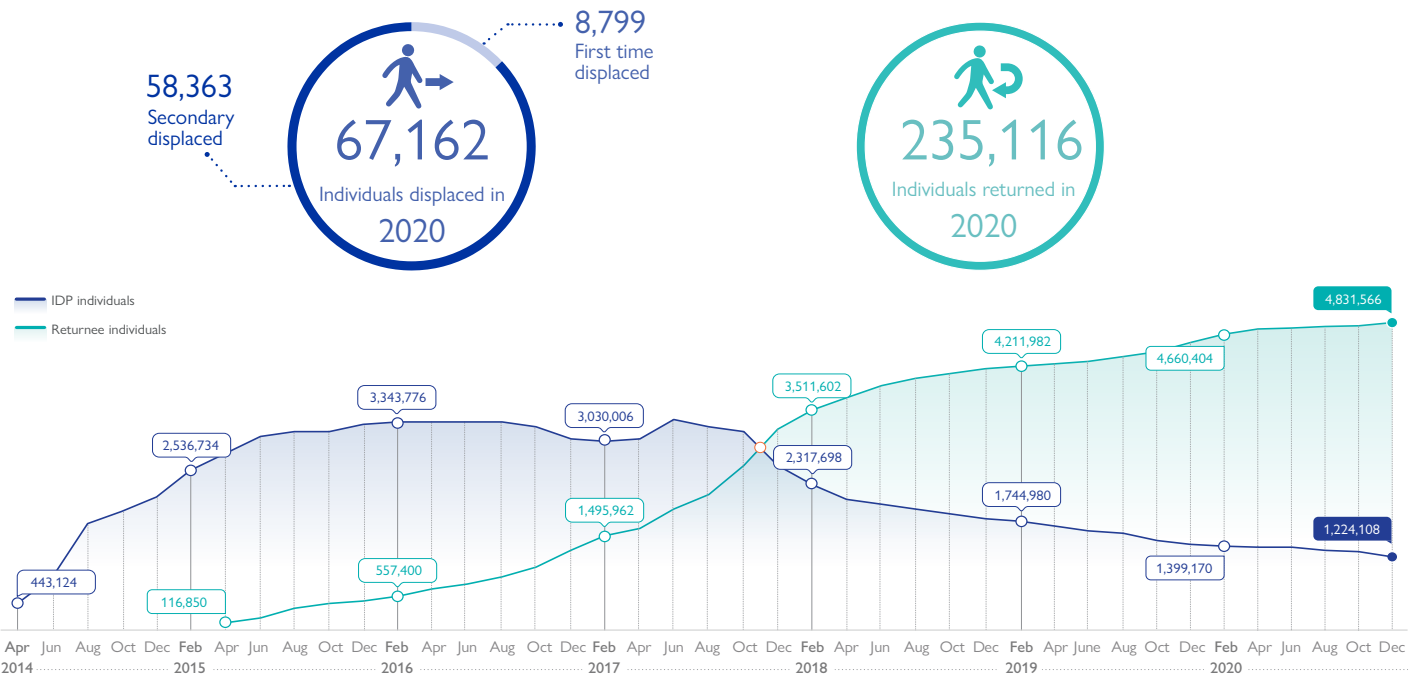 8,799
First time
displaced
58,363
Secondary
displaced
67,162
Individuals displaced in
2020
235,116
Individuals returned in
2020
IDP individuals
Returnee individuals
4,831,566
4,211,982
4,660,404
3,511,602
3,343,776
3,030,006
2,536,734
2,317,698
1,744,980
1,495,962
1,224,108
1,399,170
557,400
443,124
116,850
Apr Jun Aug Oct Dec Feb Apr Jun Aug Oct Dec Feb Apr Jun Aug Oct Dec Feb Apr Jun Aug Oct Dec Feb Apr Jun Aug Oct Dec Feb Apr June Aug Oct Dec Feb Apr Jun Aug Oct Dec
2014 2015 2016 2017 2018 2019 2020